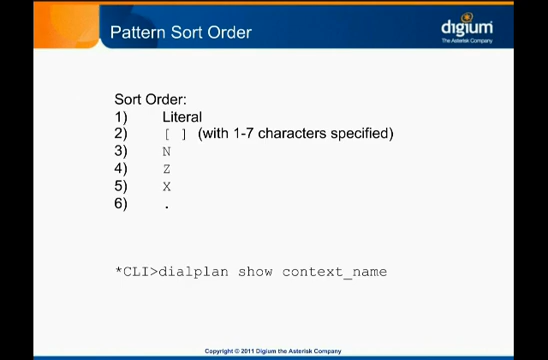 Pattern Sort Order
digium
The Asterisk Company
Sort Order:
1) Literal
2) [ ] (with 1-7 characters specified)
3) N
4) Z
5) X
6) .
*CLI>dialplan show context_name
Copyright © 2011 Digium the Asterisk Company